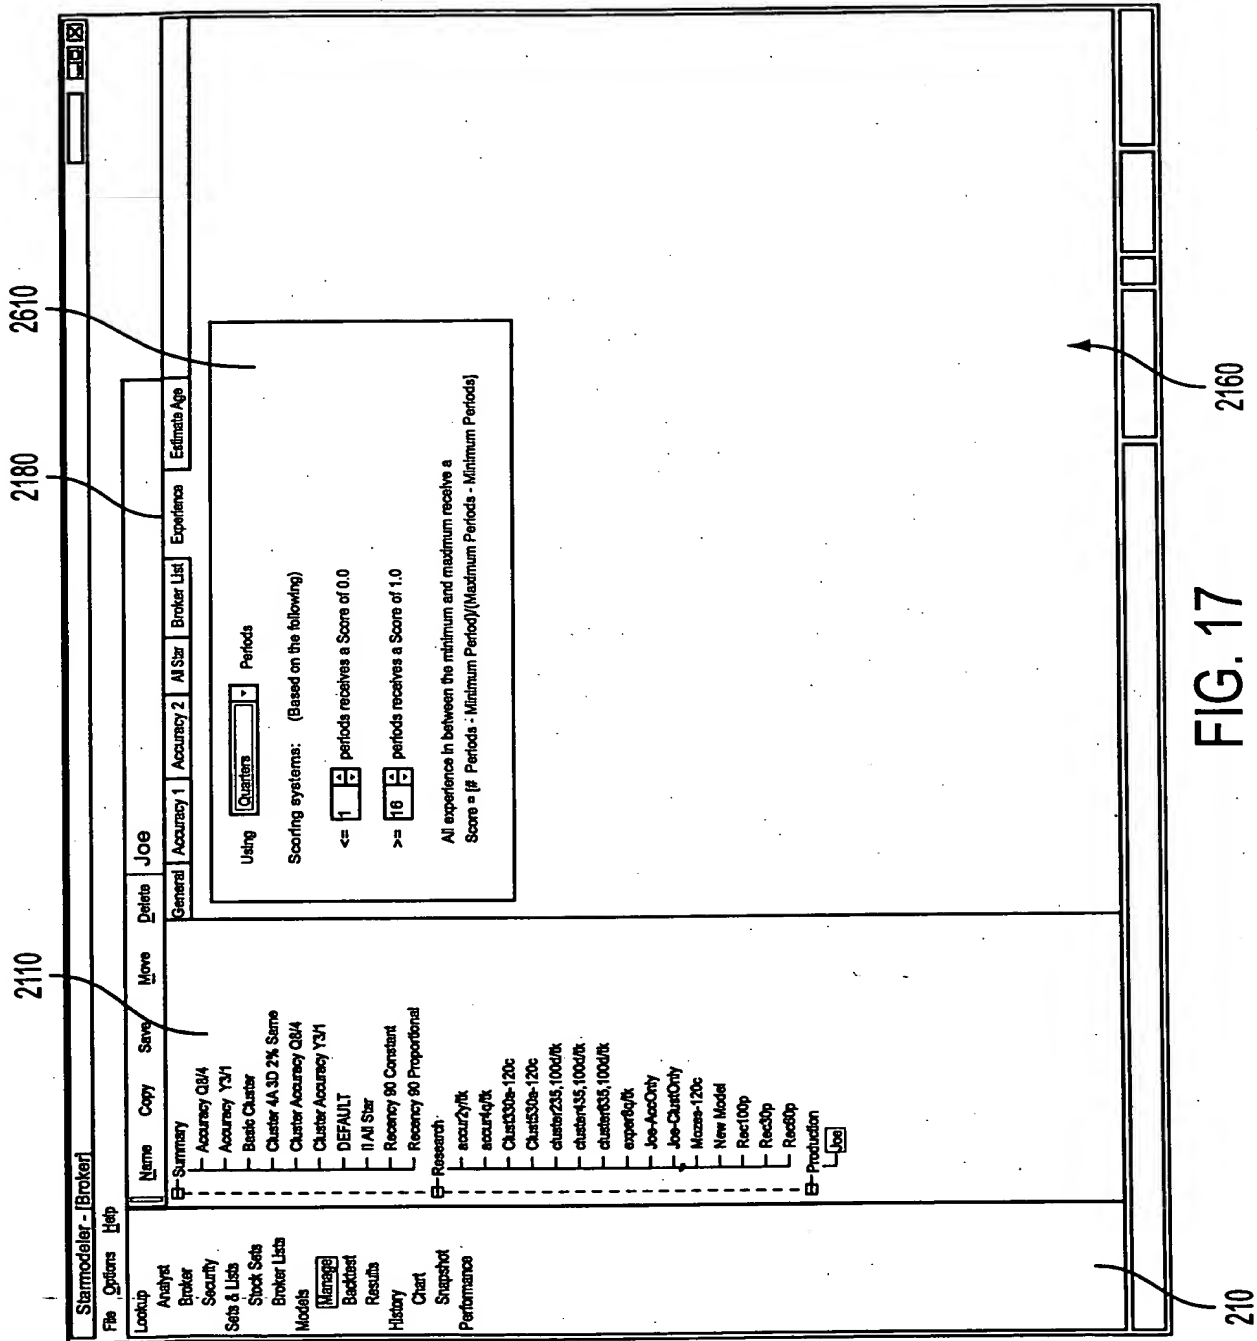 Starmodeler - [Broker]
File Options Help
Lookup
Analyst
Broker
Security
Sets & Lists
Stock Sets
Broker Lists
Models
Manage
Backtest
Results
History
Chart
Snapshot
Performance
Name Copy Save Move Delete Joe
Summary
Accuracy Q8/4
Accuracy Y3/1
Basic Cluster
Cluster 4A 3D 2% Same
Cluster Accuracy Q8/4
Cluster Accuracy Y3/1
DEFAULT
II All Star
Recency 90 Constant
Recency 90 Proportional
Research
accur2y/tk
accur4q/tk
Clust330e-120c
Clust530e-120c
cluster235,100d/tk
cluster435,100d/tk
cluster635,100d/tk
exper8q/tk
Joe-AccOnly
Joe-ClustOnly
Mozes-120c
New Model
Rec100p
Rec30p
Rec60p
Production
Joe
General Accuracy 1 Accuracy 2 All Star Broker List Experience Estimate Age
Using Quarters Periods
Scoring systems: (Based on the following)
<= 1 periods receives a Score of 0.0
>= 16 periods receives a Score of 1.0
All experience in between the minimum and maximum receive a
Score = [# Periods - Minimum Period)/(Maximum Periods - Minimum Periods]
2110
2180
2610
210
2160
FIG. 17